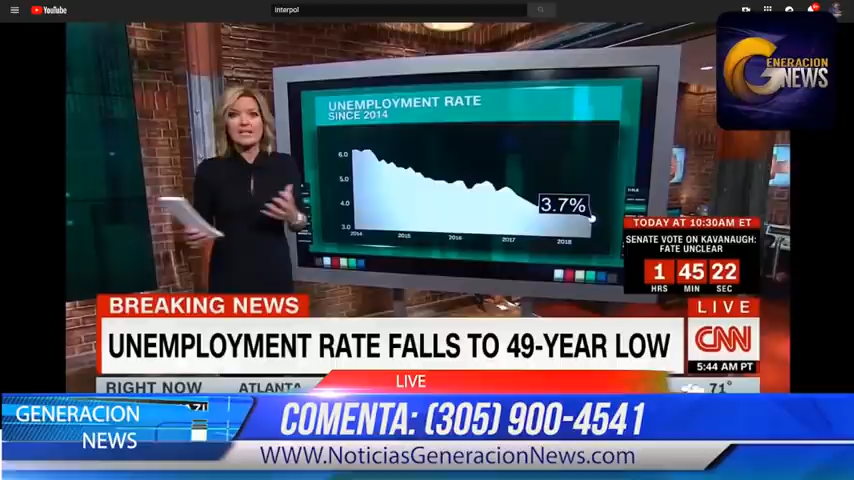 YouTube
interpol
9+
GENERACION
NEWS
UNEMPLOYMENT RATE
SINCE 2014
6.0
5.0
4.0
3.0
3.7%
2014
2015
2016
2017
2018
TODAY AT 10:30AM ET
SENATE VOTE ON KAVANAUGH:
FATE UNCLEAR
1 45 22
HRS MIN SEC
BREAKING NEWS
LIVE
UNEMPLOYMENT RATE FALLS TO 49-YEAR LOW
CNN
5:44 AM PT
RIGHT NOW ATLANTA
71°
LIVE
GENERACION
NEWS
COMENTA: (305) 900-4541
WWW.NoticiasGeneracionNews.com